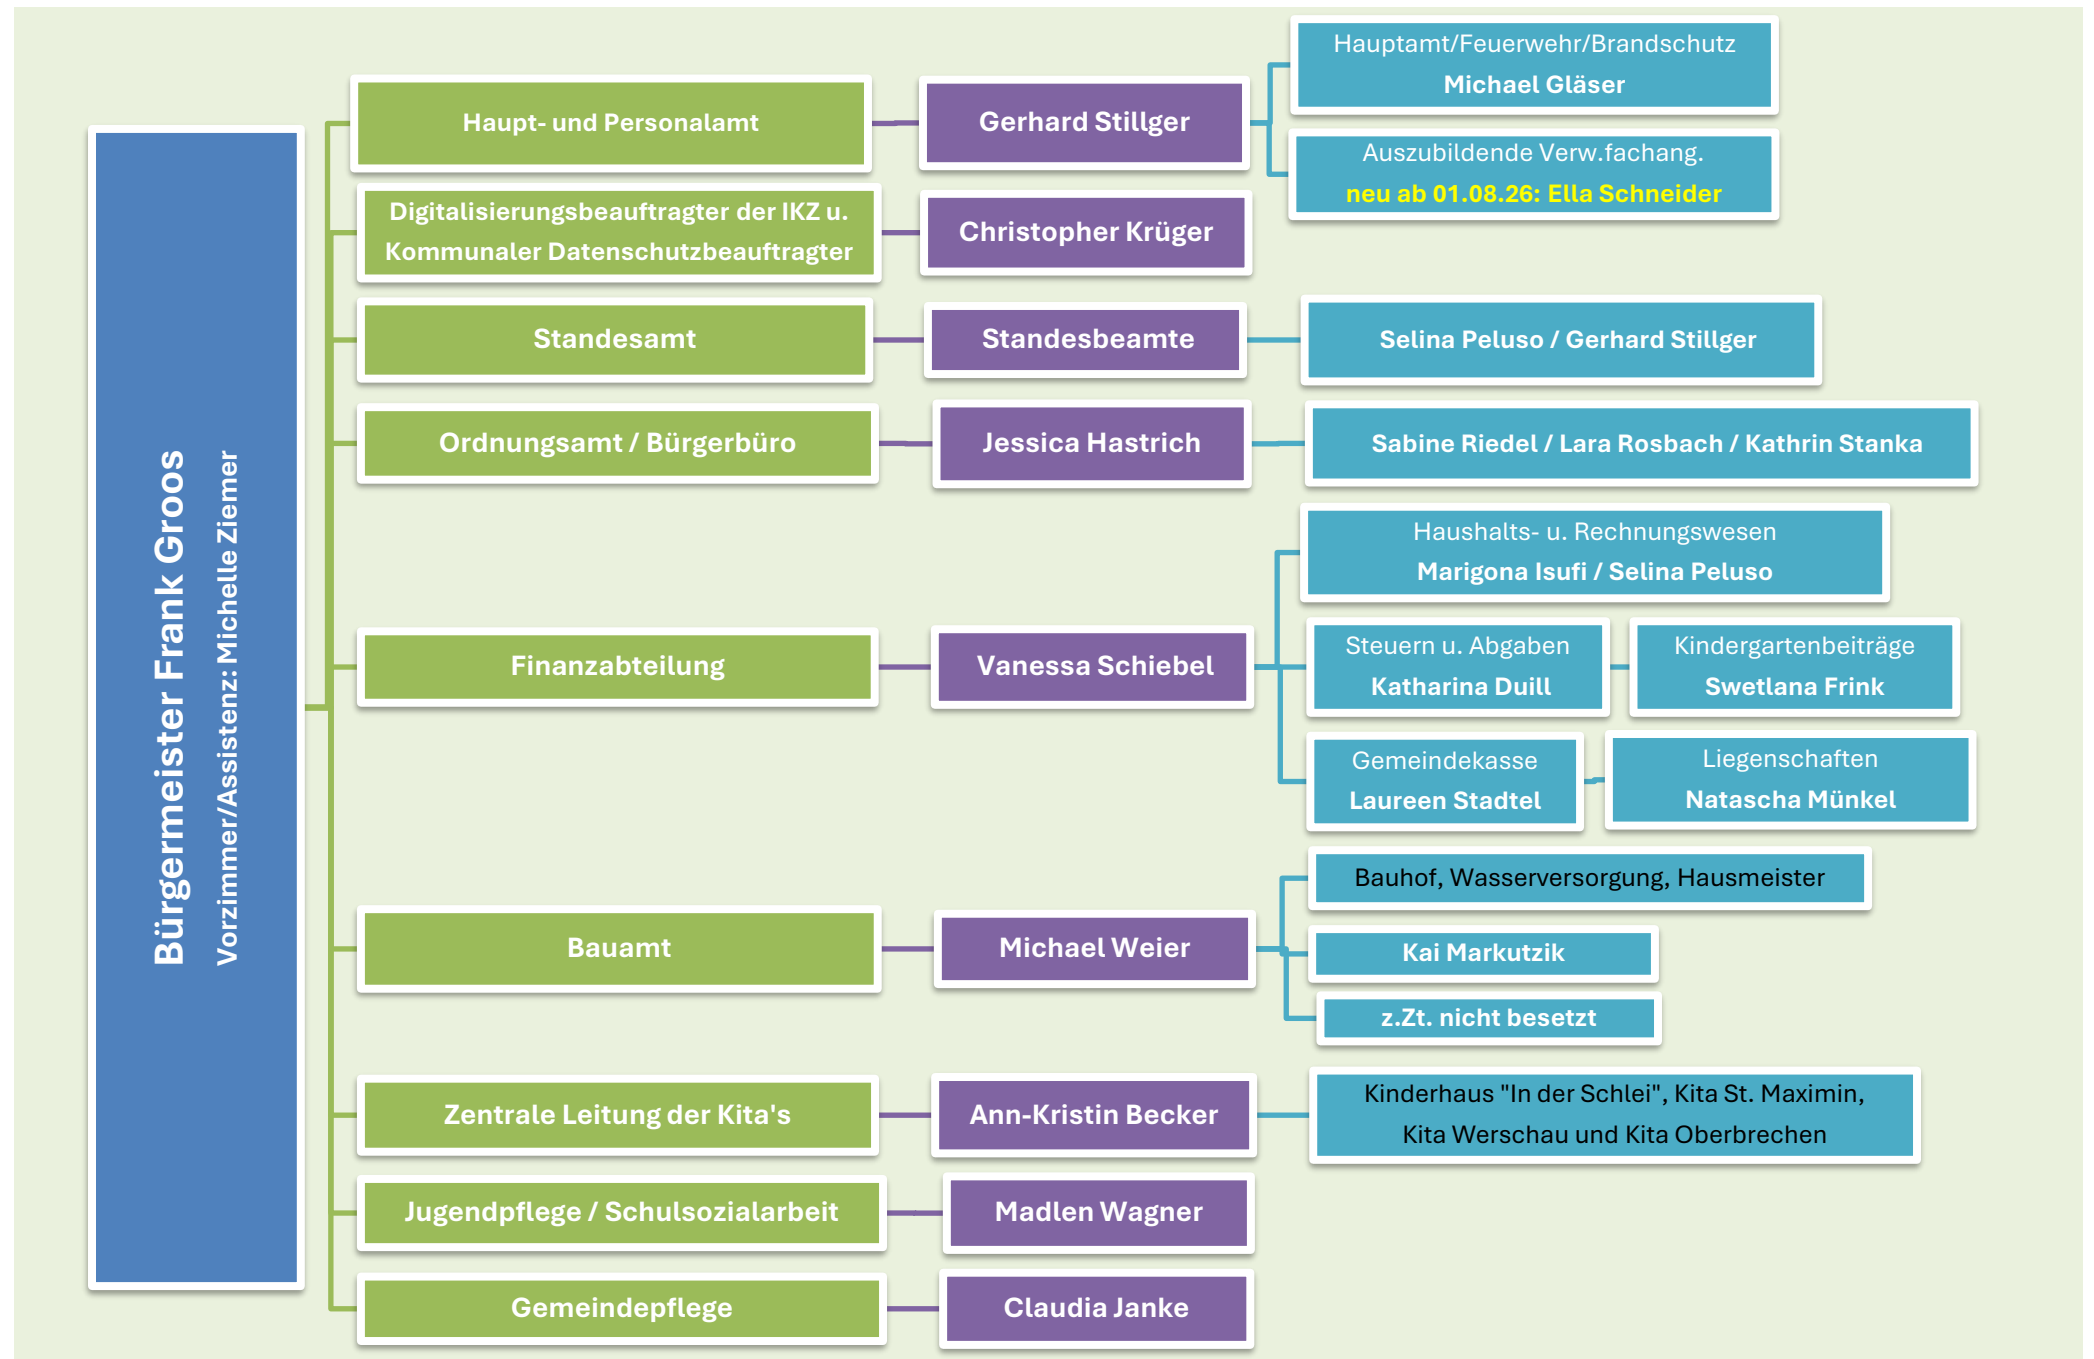 Bürgermeister Frank Groos
Vorzimmer/Assistenz: Michelle Ziemer
Haupt- und Personalamt
Gerhard Stillger
Hauptamt/Feuerwehr/Brandschutz
Michael Gläser
Auszubildende Verw.fachang.
neu ab 01.08.26: Ella Schneider
Digitalisierungsbeauftragter der IKZ u.
Kommunaler Datenschutzbeauftragter
Christopher Krüger
Standesamt
Standesbeamte
Selina Peluso / Gerhard Stillger
Ordnungsamt / Bürgerbüro
Jessica Hastrich
Sabine Riedel / Lara Rosbach / Kathrin Stanka
Finanzabteilung
Vanessa Schiebel
Haushalts- u. Rechnungswesen
Marigona Isufi / Selina Peluso
Steuern u. Abgaben
Katharina Duill
Kindergartenbeiträge
Swetlana Frink
Gemeindekasse
Laureen Stadtel
Liegenschaften
Natascha Münkel
Bauamt
Michael Weier
Bauhof, Wasserversorgung, Hausmeister
Kai Markutzik
z.Zt. nicht besetzt
Zentrale Leitung der Kita's
Ann-Kristin Becker
Kinderhaus "In der Schlei", Kita St. Maximin,
Kita Werschau und Kita Oberbrechen
Jugendpflege / Schulsozialarbeit
Madlen Wagner
Gemeindepflege
Claudia Janke